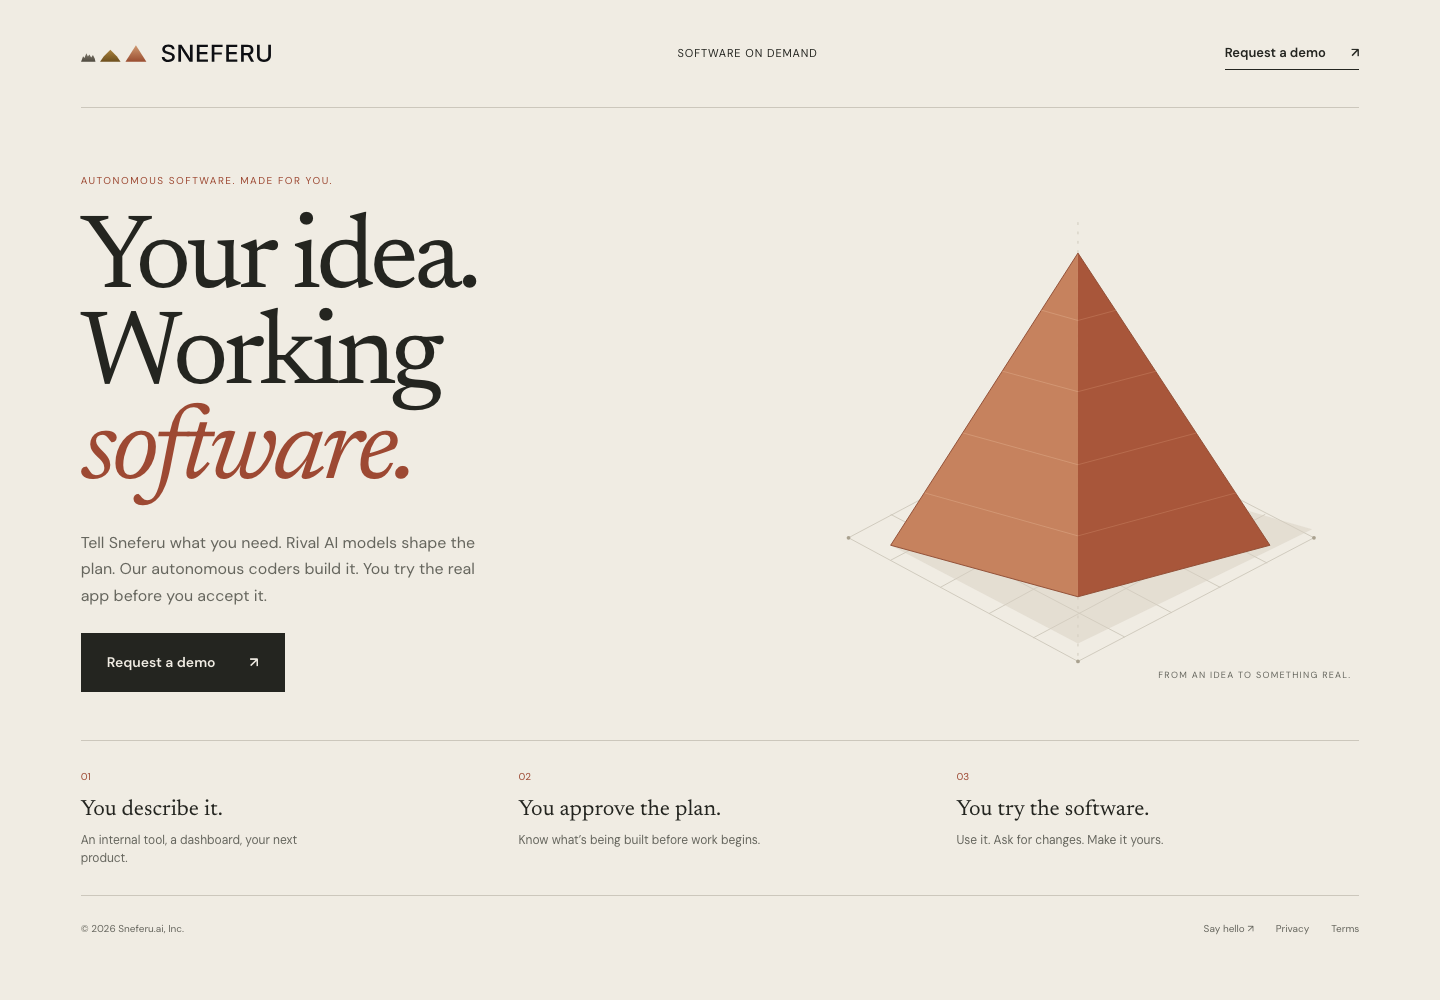 SNEFERU
SOFTWARE ON DEMAND
Request a demo
AUTONOMOUS SOFTWARE. MADE FOR YOU.
Your idea.
Working
software.
Tell Sneferu what you need. Rival AI models shape the
plan. Our autonomous coders build it. You try the real
app before you accept it.
Request a demo
FROM AN IDEA TO SOMETHING REAL.
01
You describe it.
An internal tool, a dashboard, your next
product.
02
You approve the plan.
Know what’s being built before work begins.
03
You try the software.
Use it. Ask for changes. Make it yours.
© 2026 Sneferu.ai, Inc.
Say hello
Privacy
Terms